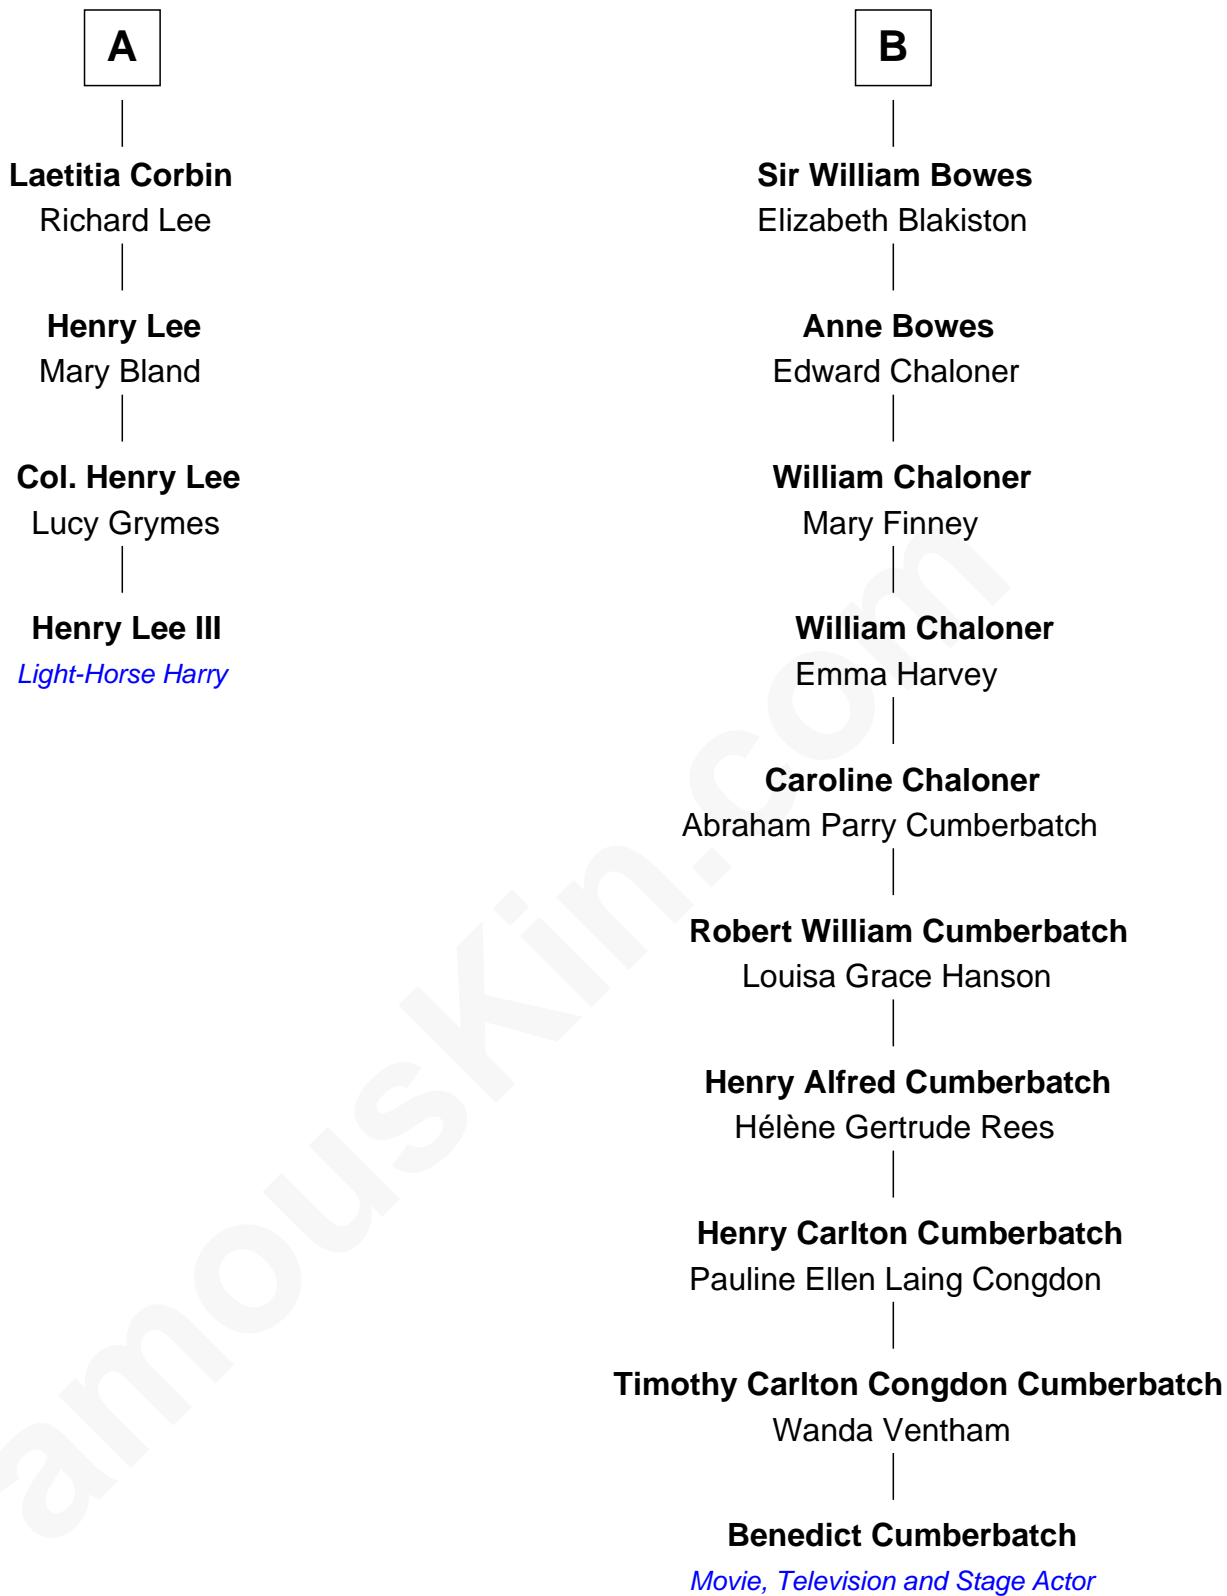 A
Laetitia Corbin
Richard Lee
Henry Lee
Mary Bland
Col. Henry Lee
Lucy Grymes
Henry Lee III
Light-Horse Harry
B
Sir William Bowes
Elizabeth Blakiston
Anne Bowes
Edward Chaloner
William Chaloner
Mary Finney
William Chaloner
Emma Harvey
Caroline Chaloner
Abraham Parry Cumberbatch
Robert William Cumberbatch
Louisa Grace Hanson
Henry Alfred Cumberbatch
Hélène Gertrude Rees
Henry Carlton Cumberbatch
Pauline Ellen Laing Congdon
Timothy Carlton Congdon Cumberbatch
Wanda Ventham
Benedict Cumberbatch
Movie, Television and Stage Actor
amousKin.com